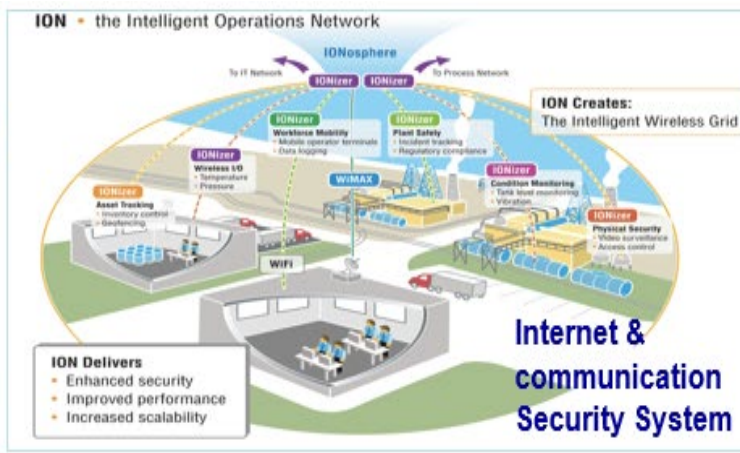 ION • the Intelligent Operations Network
IONosphere
To IT Network
IONizer
IONizer
To Process Network
ION Creates:
The Intelligent Wireless Grid
IONizer
Workforce Mobility
• Mobile operator terminals
• Data logging
IONizer
Plant Safety
• Incident tracking
• Regulatory compliance
IONizer
Wireless I/O
• Temperature
• Pressure
WiMAX
IONizer
Condition Monitoring
• Tank level monitoring
• Vibration
IONizer
Asset Tracking
• Inventory control
• Geofencing
IONizer
Physical Security
• Video surveillance
• Access control
WiFi
ION Delivers
• Enhanced security
• Improved performance
• Increased scalability
Internet &
communication
Security System